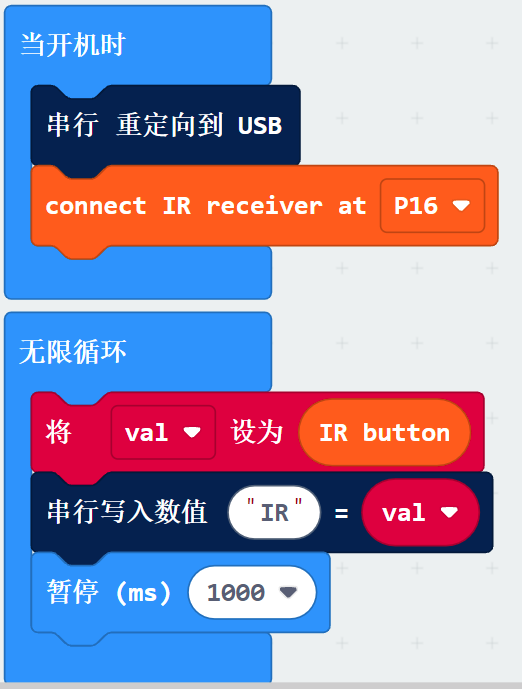 当开机时
串行 重定向到 USB
connect IR receiver at P16
无限循环
将 val 设为 IR button
串行写入数值 "IR" = val
暂停 (ms) 1000